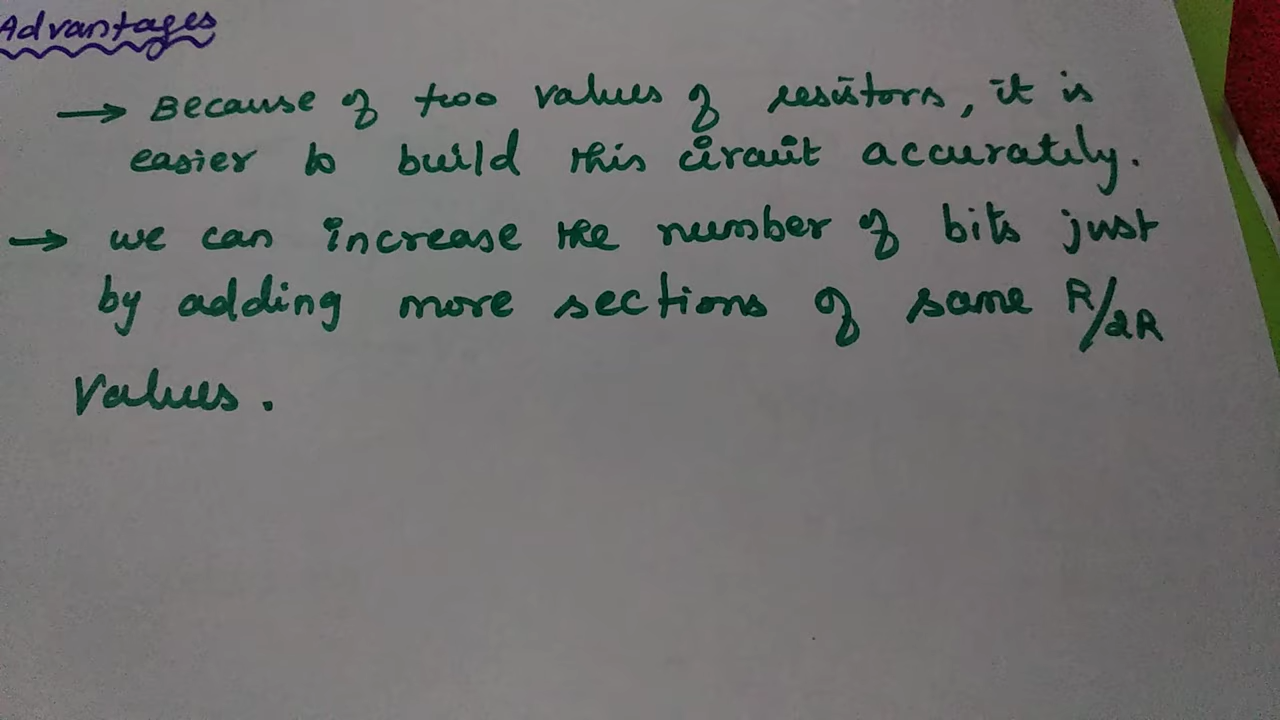 Advantages
→ Because of two values of resistors, it is
easier to build this circuit accurately.
→ we can increase the number of bits just
by adding more sections of same R/2R
Values.